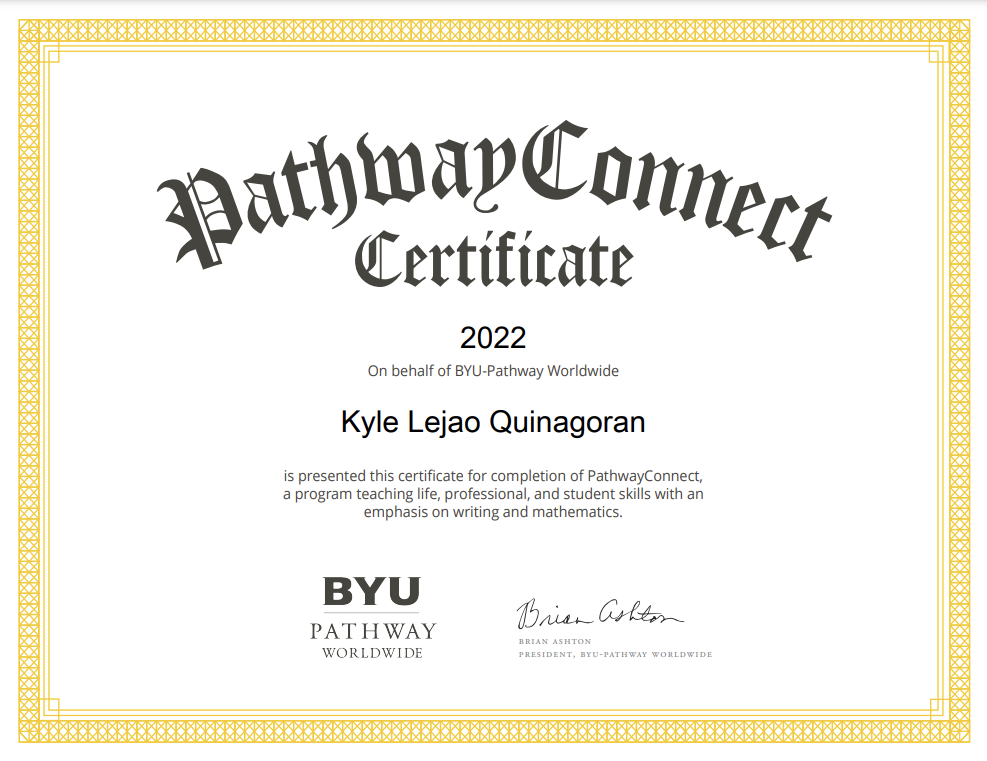 PathwayConnect
Certificate
2022
On behalf of BYU-Pathway Worldwide
Kyle Lejao Quinagoran
is presented this certificate for completion of PathwayConnect,
a program teaching life, professional, and student skills with an
emphasis on writing and mathematics.
BYU
PATHWAY
WORLDWIDE
Brian Ashton
BRIAN ASHTON
PRESIDENT, BYU-PATHWAY WORLDWIDE